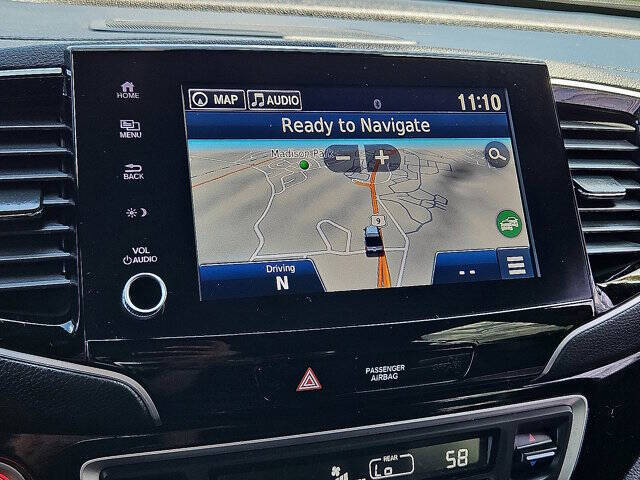 MAP AUDIO 11:10
HOME
Ready to Navigate
MENU
Madison Park
- +
BACK
9
VOL
AUDIO
Driving
N
--
PASSENGER
AIRBAG
REAR
Lo 58